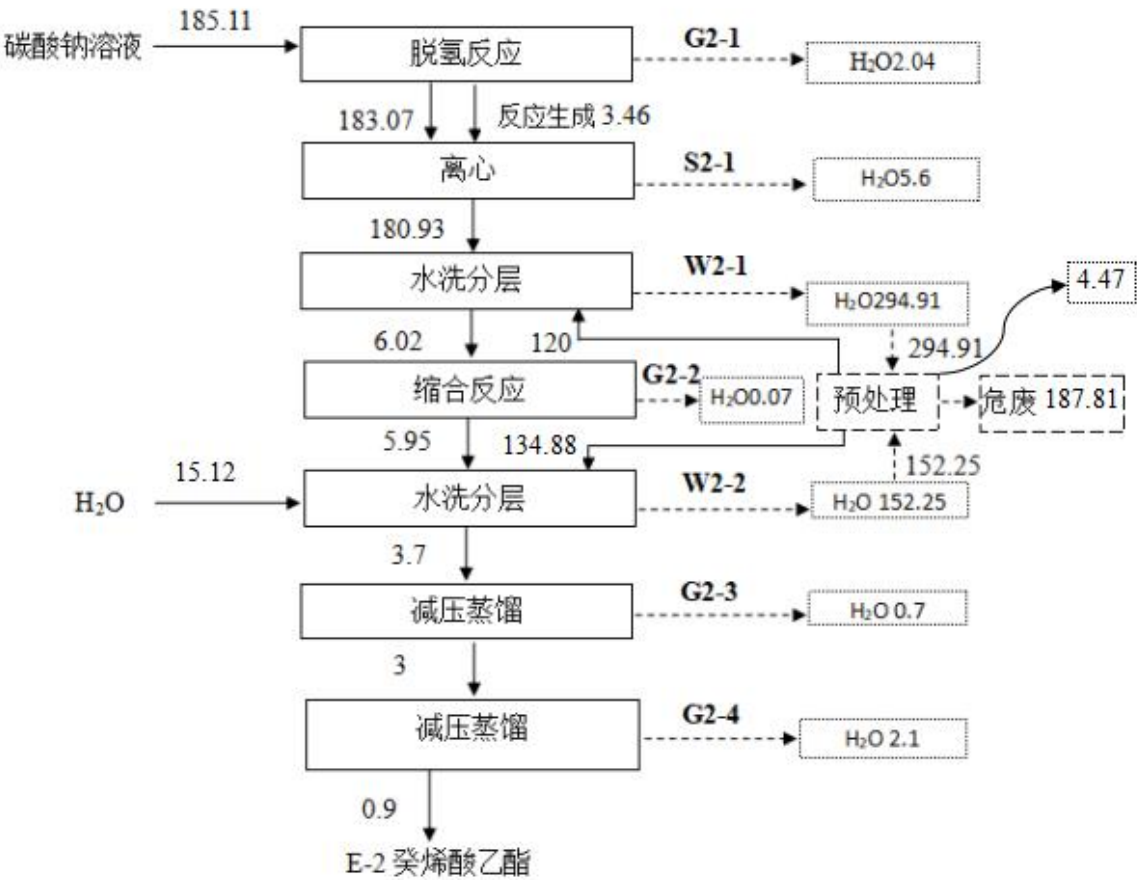 185.11
碳酸钠溶液
脱氢反应
G2-1
H₂O2.04
183.07
反应生成 3.46
离心
S2-1
H₂O5.6
180.93
水洗分层
W2-1
H₂O294.91
4.47
6.02
120
294.91
缩合反应
G2-2
H₂O0.07
预处理
危废 187.81
5.95
134.88
152.25
H₂O
15.12
水洗分层
W2-2
H₂O 152.25
3.7
减压蒸馏
G2-3
H₂O 0.7
3
减压蒸馏
G2-4
H₂O 2.1
0.9
E-2 癸烯酸乙酯